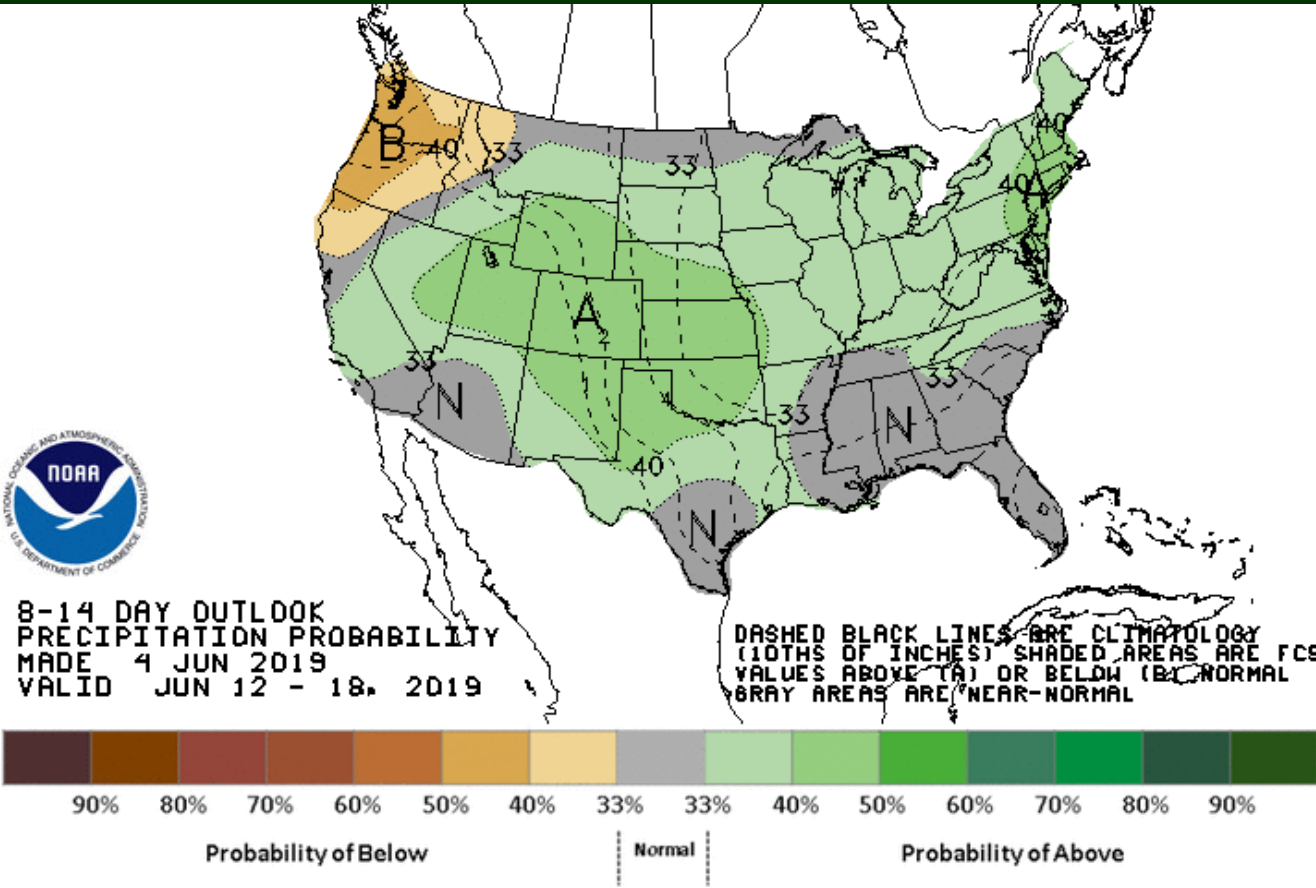 B
40
33
33
40
40
A
A
33
N
33
N
33
40
N
NATIONAL OCEANIC AND ATMOSPHERIC ADMINISTRATION
NOAA
U.S. DEPARTMENT OF COMMERCE
8-14 DAY OUTLOOK
PRECIPITATION PROBABILITY
MADE 4 JUN 2019
VALID JUN 12 - 18, 2019
DASHED BLACK LINES ARE CLIMATOLOGY
(10THS OF INCHES) SHADED AREAS ARE FCS
VALUES ABOVE (A) OR BELOW (B) NORMAL
GRAY AREAS ARE NEAR-NORMAL
90% 80% 70% 60% 50% 40% 33% 33% 40% 50% 60% 70% 80% 90%
Probability of Below Normal Probability of Above